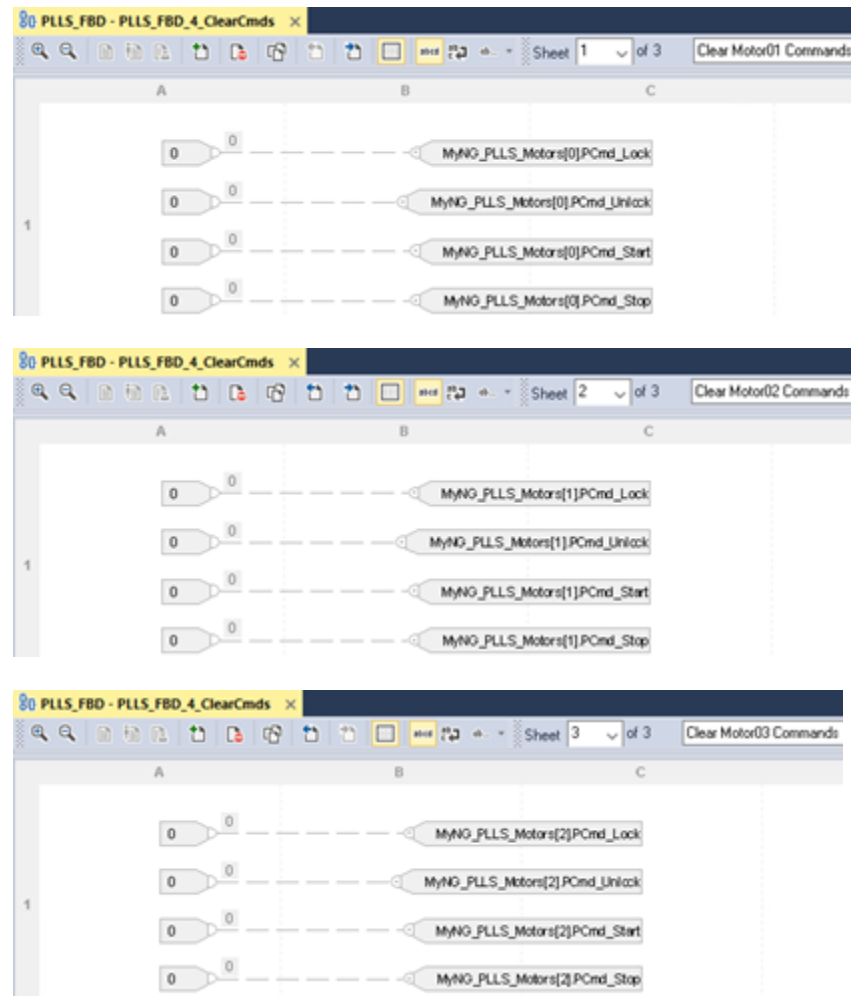 PLLS_FBD - PLLS_FBD_4_ClearCmds ×
abcd Sheet 1 of 3 Clear Motor01 Commands
A B C
1
0 0 MyNG_PLLS_Motors[0].PCmd_Lock
0 0 MyNG_PLLS_Motors[0].PCmd_Unlock
0 0 MyNG_PLLS_Motors[0].PCmd_Start
0 0 MyNG_PLLS_Motors[0].PCmd_Stop
PLLS_FBD - PLLS_FBD_4_ClearCmds ×
abcd Sheet 2 of 3 Clear Motor02 Commands
A B C
1
0 0 MyNG_PLLS_Motors[1].PCmd_Lock
0 0 MyNG_PLLS_Motors[1].PCmd_Unlock
0 0 MyNG_PLLS_Motors[1].PCmd_Start
0 0 MyNG_PLLS_Motors[1].PCmd_Stop
PLLS_FBD - PLLS_FBD_4_ClearCmds ×
abcd Sheet 3 of 3 Clear Motor03 Commands
A B C
1
0 0 MyNG_PLLS_Motors[2].PCmd_Lock
0 0 MyNG_PLLS_Motors[2].PCmd_Unlock
0 0 MyNG_PLLS_Motors[2].PCmd_Start
0 0 MyNG_PLLS_Motors[2].PCmd_Stop